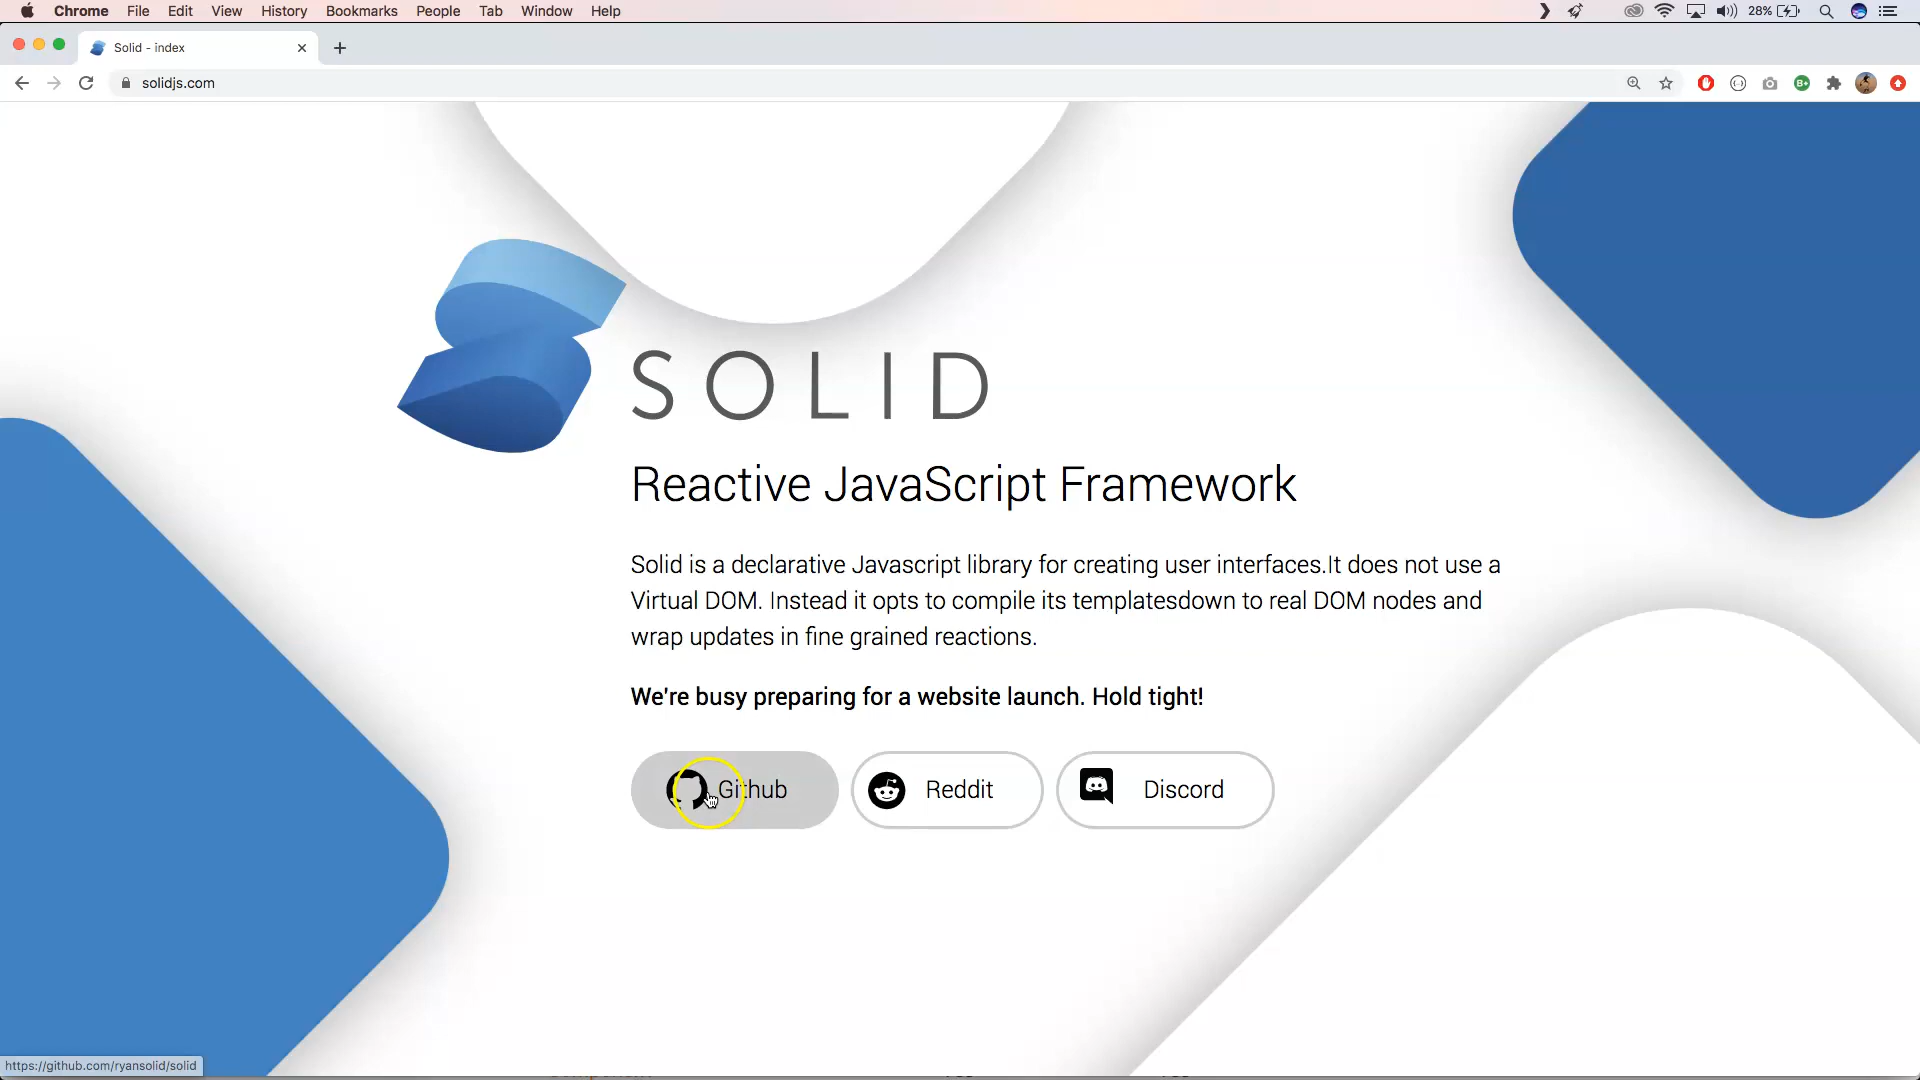 Chrome File Edit View History Bookmarks People Tab Window Help 28%
Solid - index
solidjs.com
SOLID
Reactive JavaScript Framework
Solid is a declarative Javascript library for creating user interfaces.It does not use a
Virtual DOM. Instead it opts to compile its templatesdown to real DOM nodes and
wrap updates in fine grained reactions.
We're busy preparing for a website launch. Hold tight!
Github Reddit Discord
https://github.com/ryansolid/solid